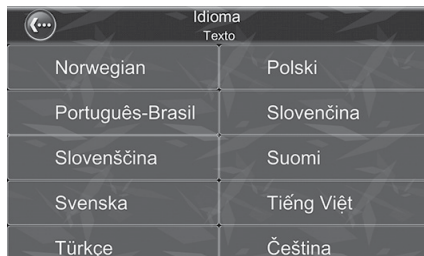 Idioma
Texto
Norwegian Polski
Português-Brasil Slovenčina
Slovenščina Suomi
Svenska Tiếng Việt
Türkçe Čeština